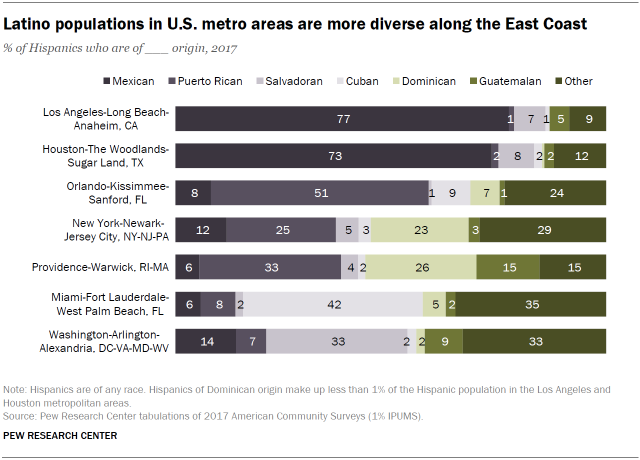 Latino populations in U.S. metro areas are more diverse along the East Coast
% of Hispanics who are of ___ origin, 2017
Mexican Puerto Rican Salvadoran Cuban Dominican Guatemalan Other
Los Angeles-Long Beach-
Anaheim, CA
77 1 7 1 5 9
Houston-The Woodlands-
Sugar Land, TX
73 2 8 2 2 12
Orlando-Kissimmee-
Sanford, FL
8 51 1 9 7 1 24
New York-Newark-
Jersey City, NY-NJ-PA
12 25 5 3 23 3 29
Providence-Warwick, RI-MA
6 33 4 2 26 15 15
Miami-Fort Lauderdale-
West Palm Beach, FL
6 8 2 42 5 2 35
Washington-Arlington-
Alexandria, DC-VA-MD-WV
14 7 33 2 2 9 33
Note: Hispanics are of any race. Hispanics of Dominican origin make up less than 1% of the Hispanic population in the Los Angeles and
Houston metropolitan areas.
Source: Pew Research Center tabulations of 2017 American Community Surveys (1% IPUMS).
PEW RESEARCH CENTER